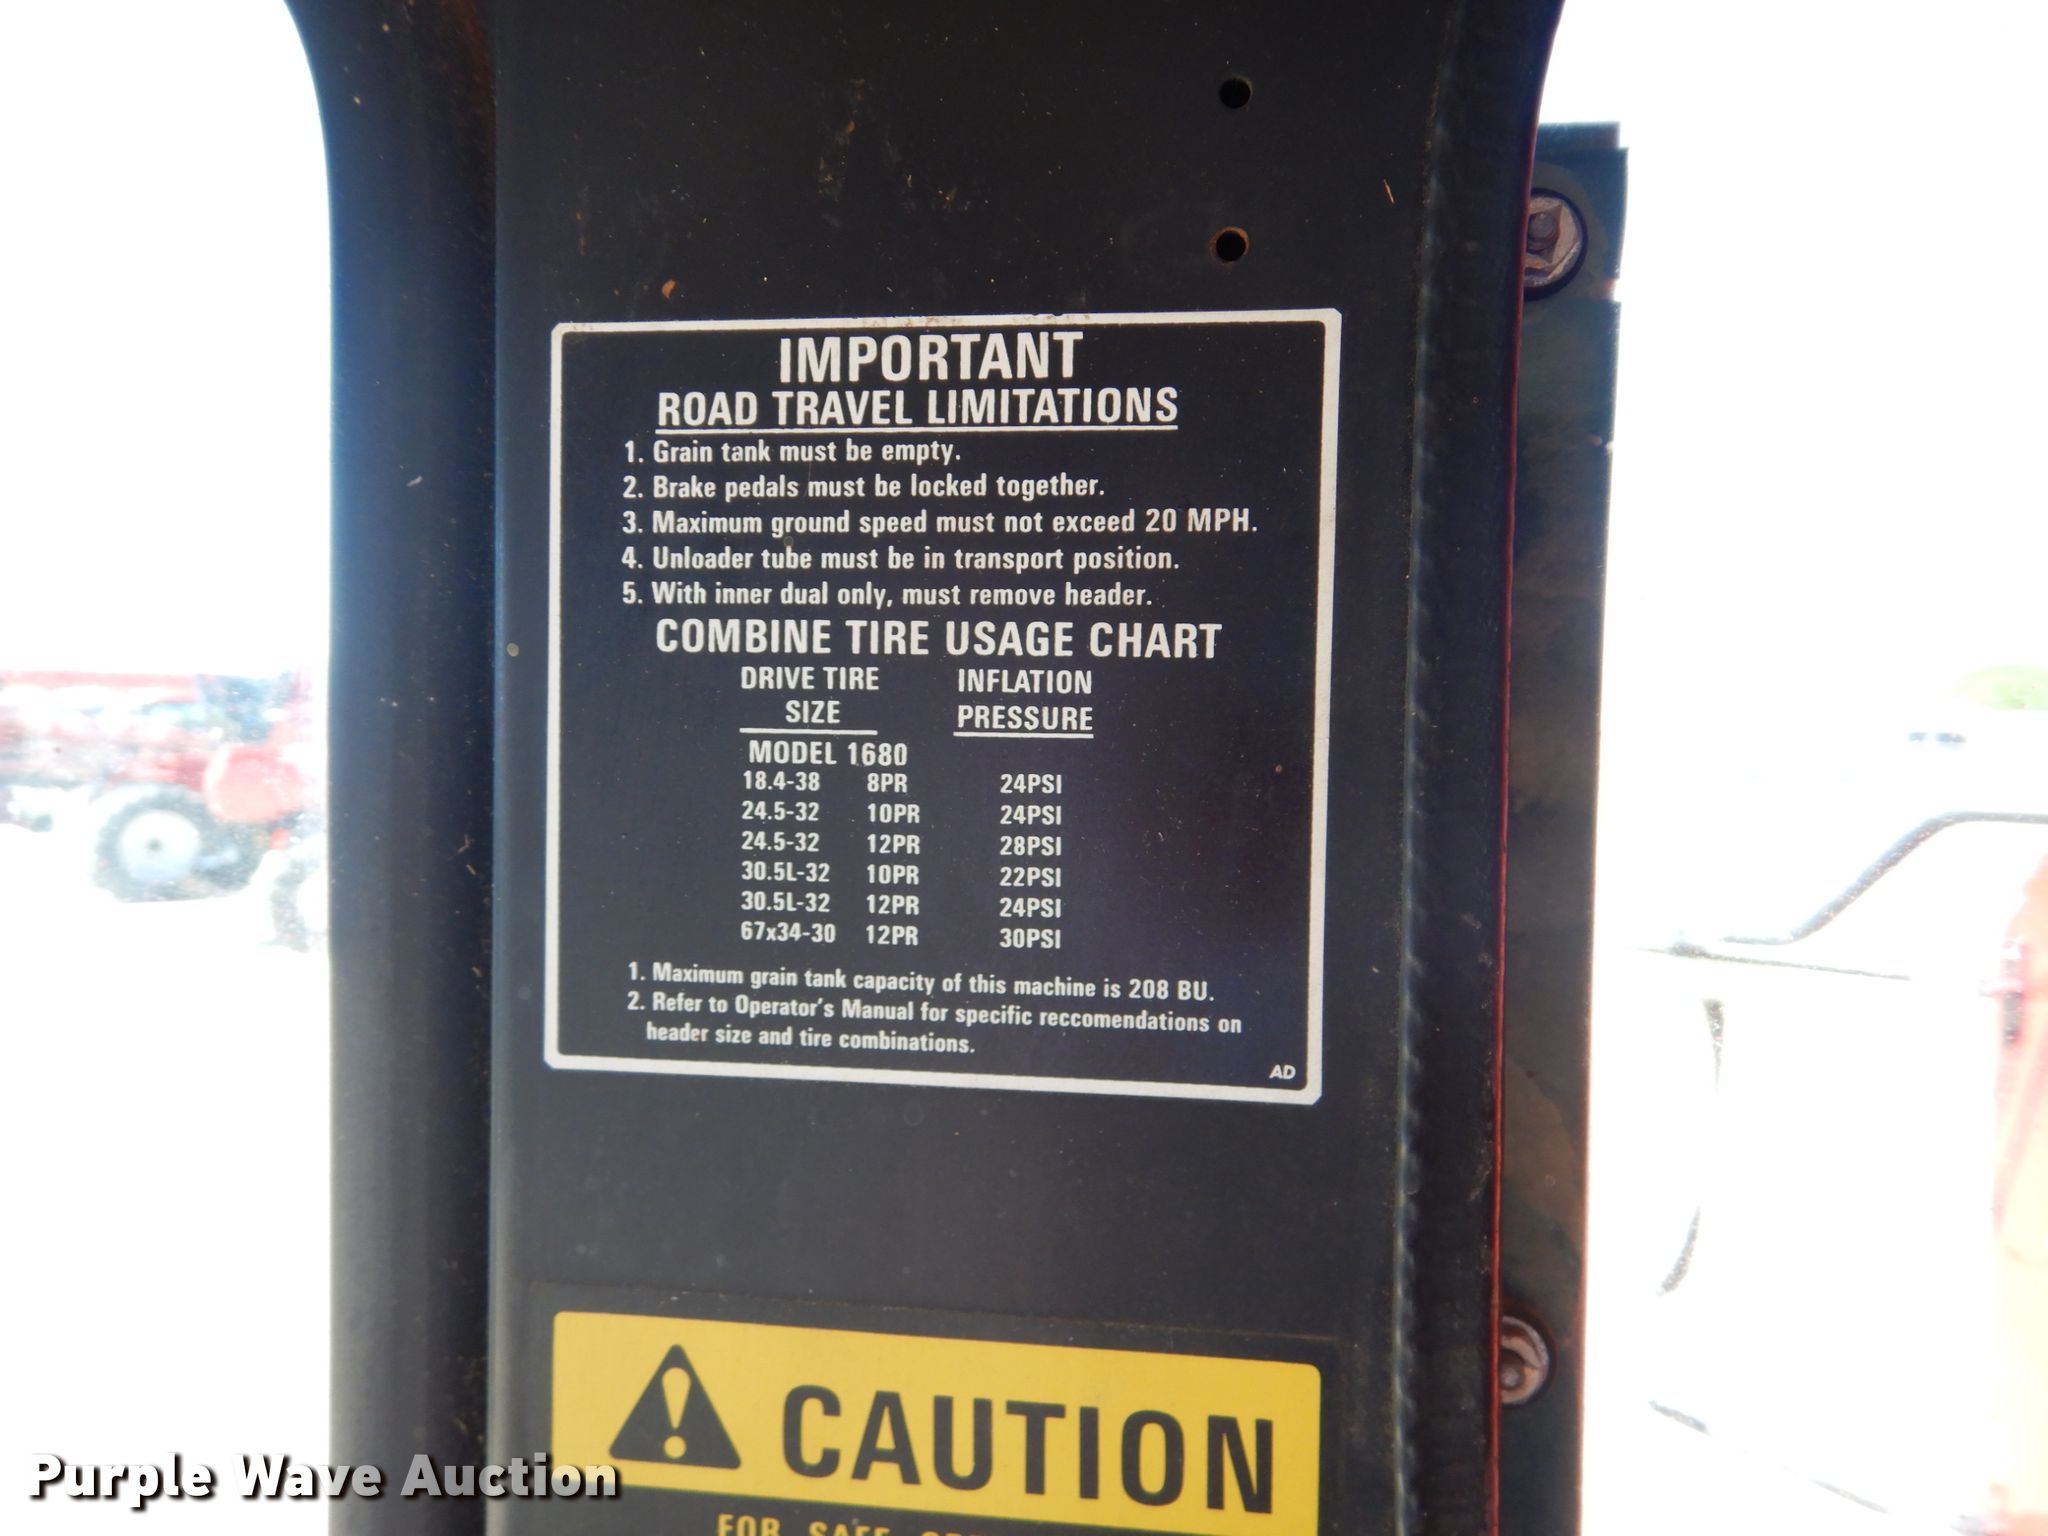 IMPORTANT
ROAD TRAVEL LIMITATIONS
1. Grain tank must be empty.
2. Brake pedals must be locked together.
3. Maximum ground speed must not exceed 20 MPH.
4. Unloader tube must be in transport position.
5. With inner dual only, must remove header.
COMBINE TIRE USAGE CHART
DRIVE TIRE INFLATION
SIZE PRESSURE
MODEL 1680
18.4-38 8PR 24PSI
24.5-32 10PR 24PSI
24.5-32 12PR 28PSI
30.5L-32 10PR 22PSI
30.5L-32 12PR 24PSI
67x34-30 12PR 30PSI
1. Maximum grain tank capacity of this machine is 208 BU.
2. Refer to Operator's Manual for specific reccomendations on
header size and tire combinations.
AD
CAUTION
FOR SAFE
Purple Wave Auction